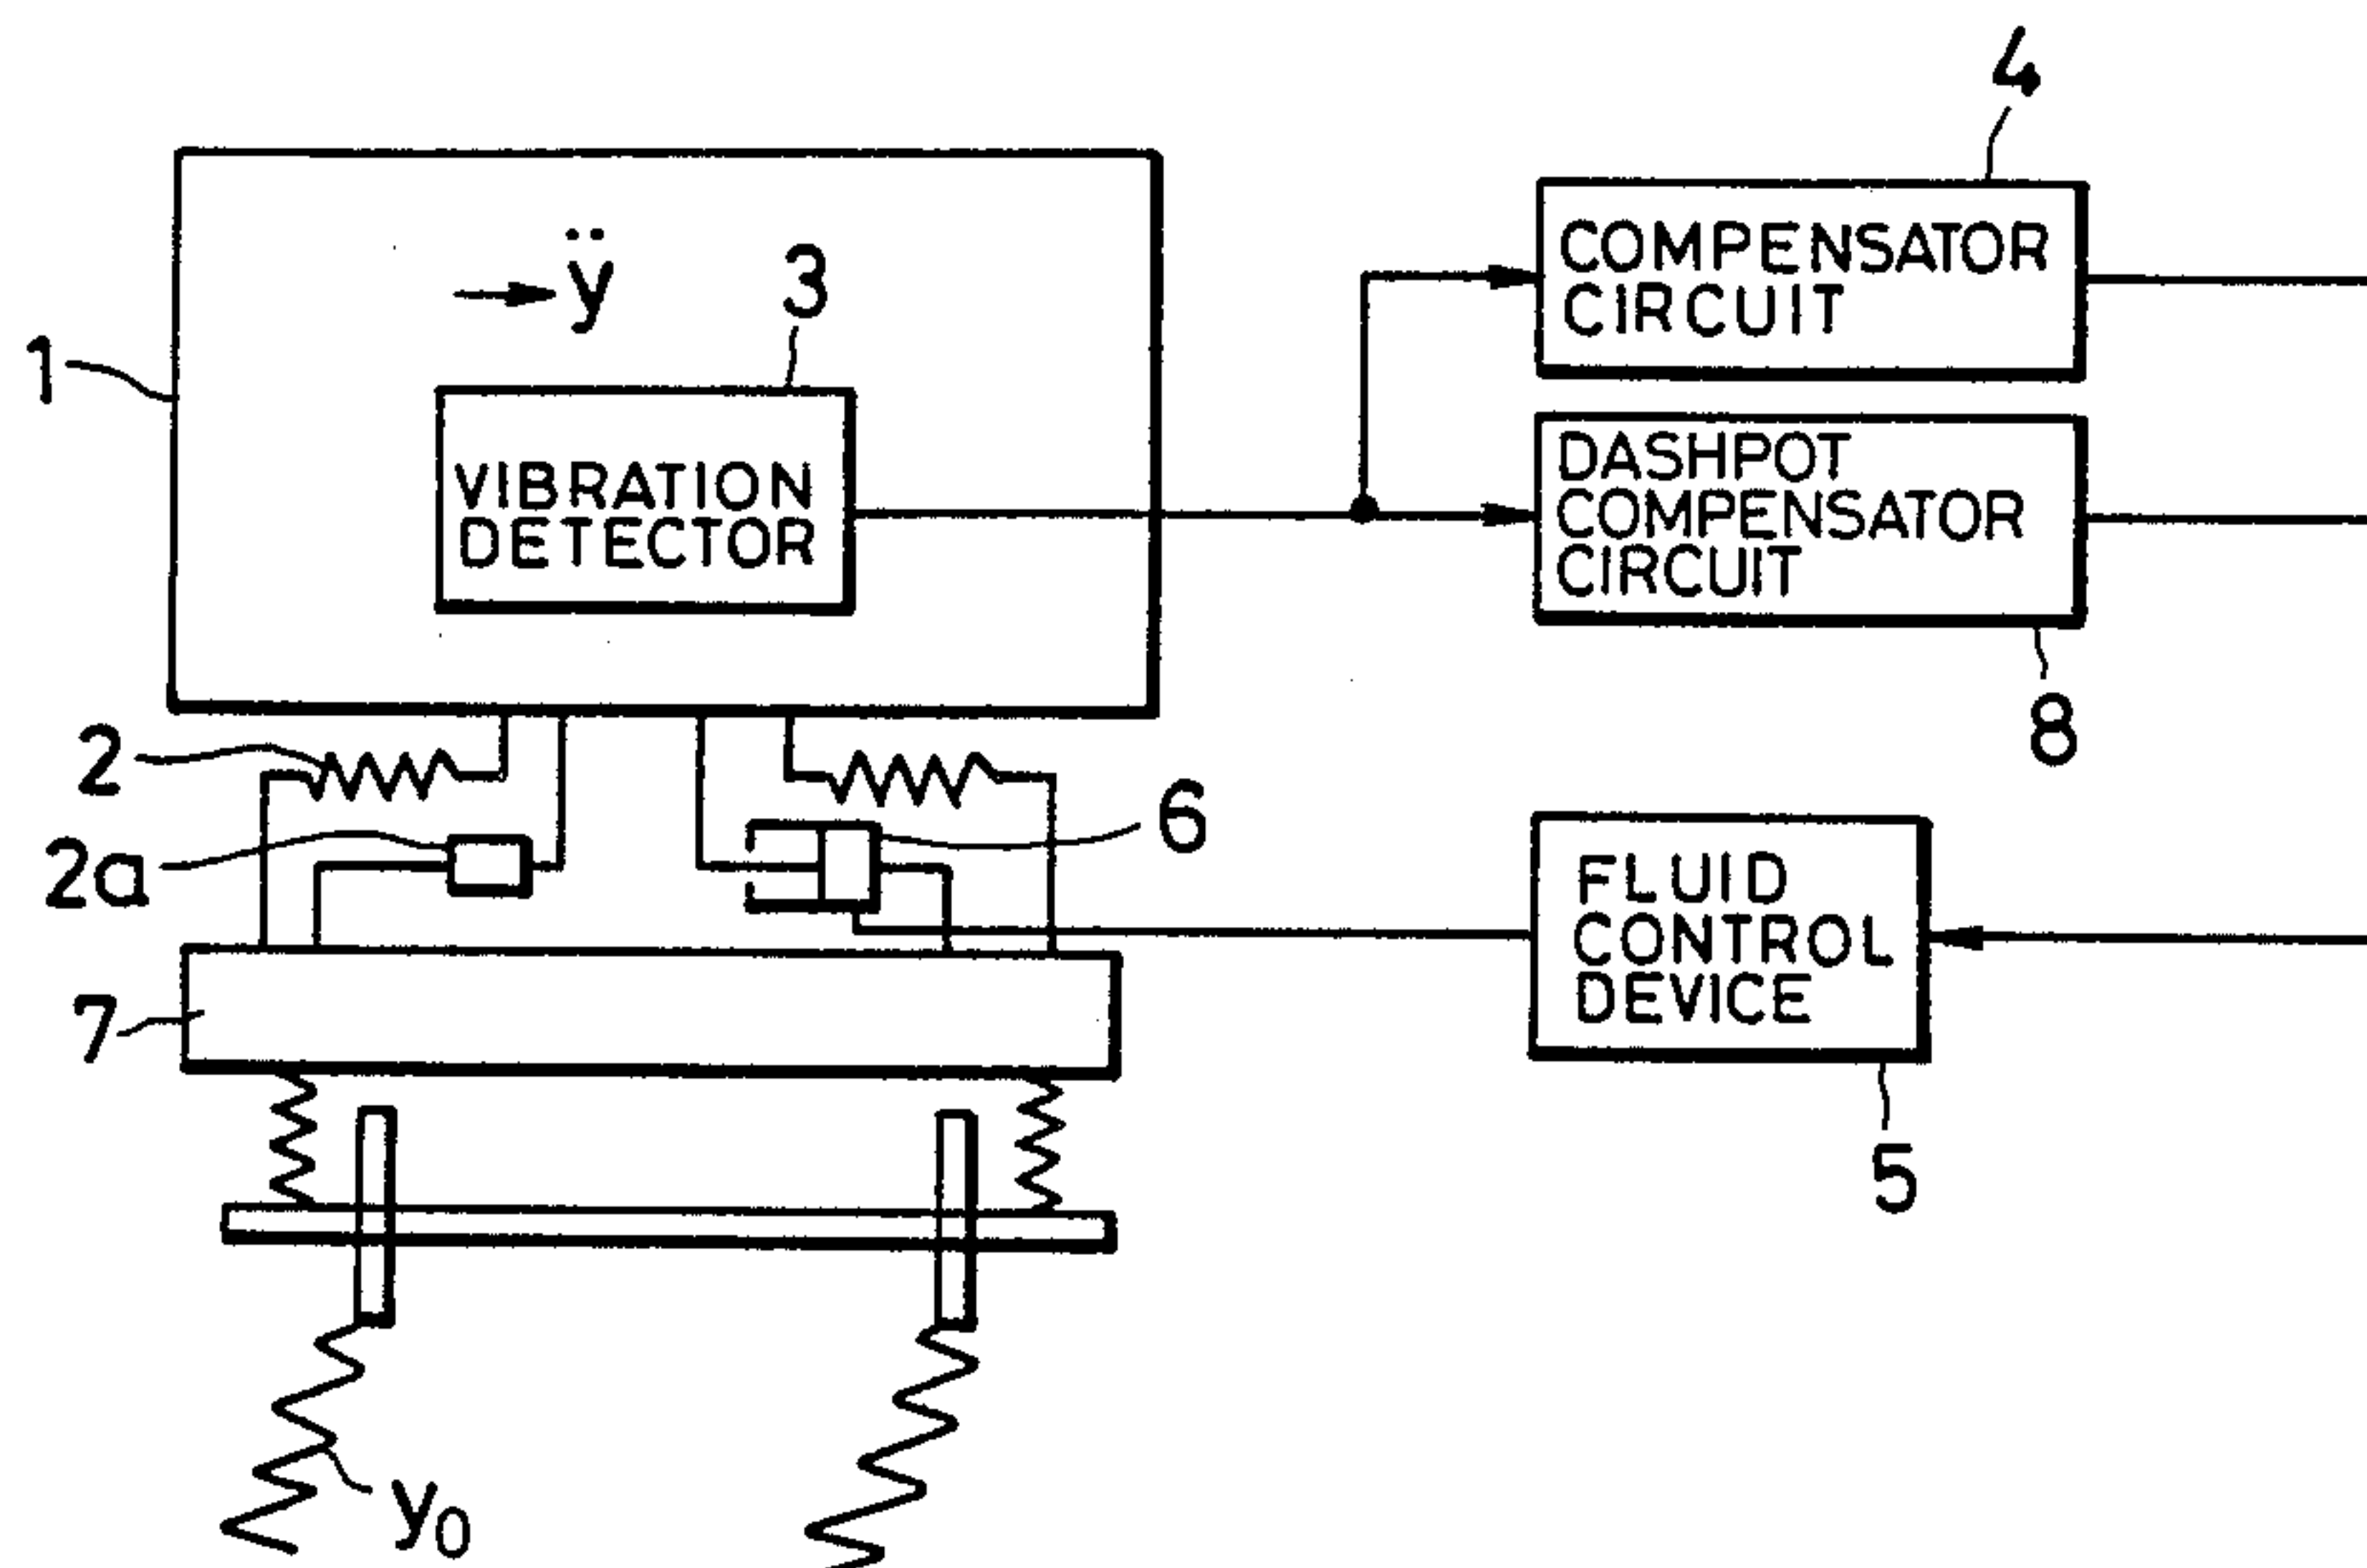 4
COMPENSATOR
CIRCUIT
ÿ
3
1
VIBRATION
DETECTOR
DASHPOT
COMPENSATOR
CIRCUIT
8
2
6
2a
FLUID
CONTROL
DEVICE
7
5
y0